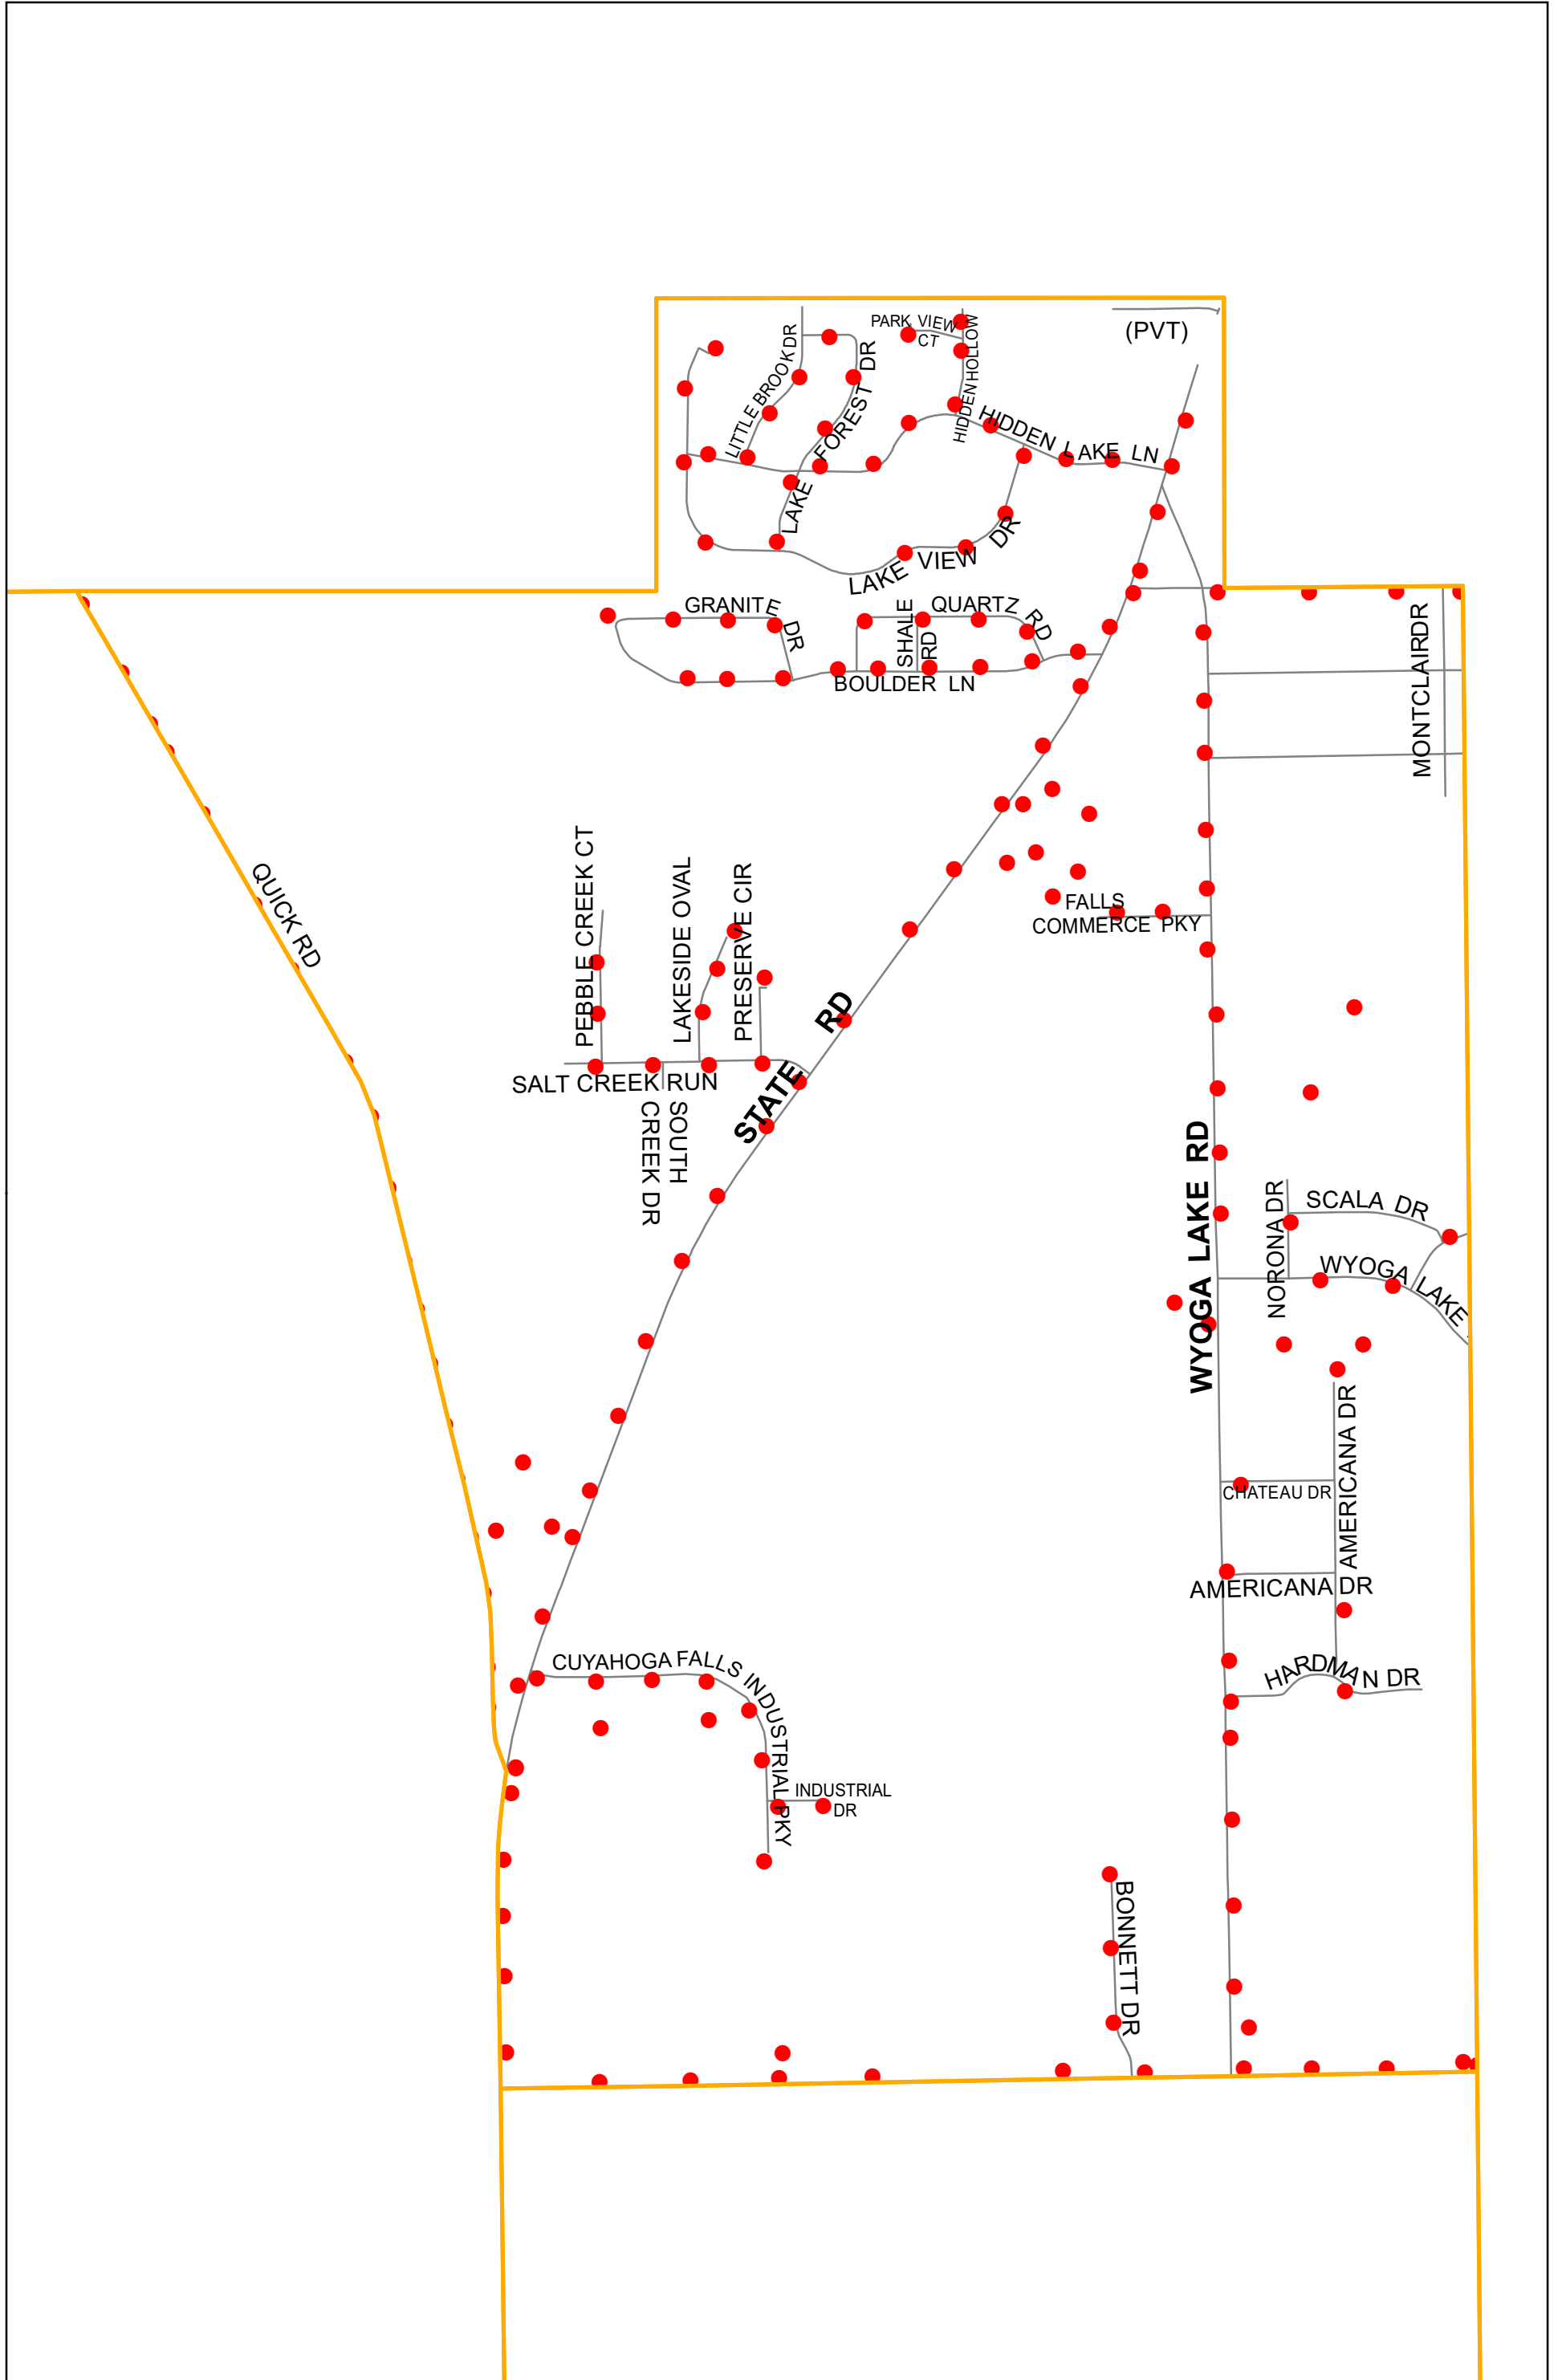 PARK VIEW
CT
(PVT)
LITTLE BROOK DR
LAKE FOREST DR
HIDDEN HOLLOW
HIDDEN LAKE LN
LAKE VIEW DR
GRANITE DR
SHALE
RD
QUARTZ RD
BOULDER LN
MONTCLAIR DR
QUICK RD
PEBBLE CREEK CT
LAKESIDE OVAL
PRESERVE CIR
FALLS
COMMERCE PKY
STATE RD
SALT CREEK RUN
SOUTH
CREEK DR
WYOGA LAKE RD
NORONA DR
SCALA DR
WYOGA LAKE
AMERICANA DR
CHATEAU DR
AMERICANA DR
HARDMAN DR
CUYAHOGA FALLS INDUSTRIAL PKY
INDUSTRIAL
DR
BONNETT DR